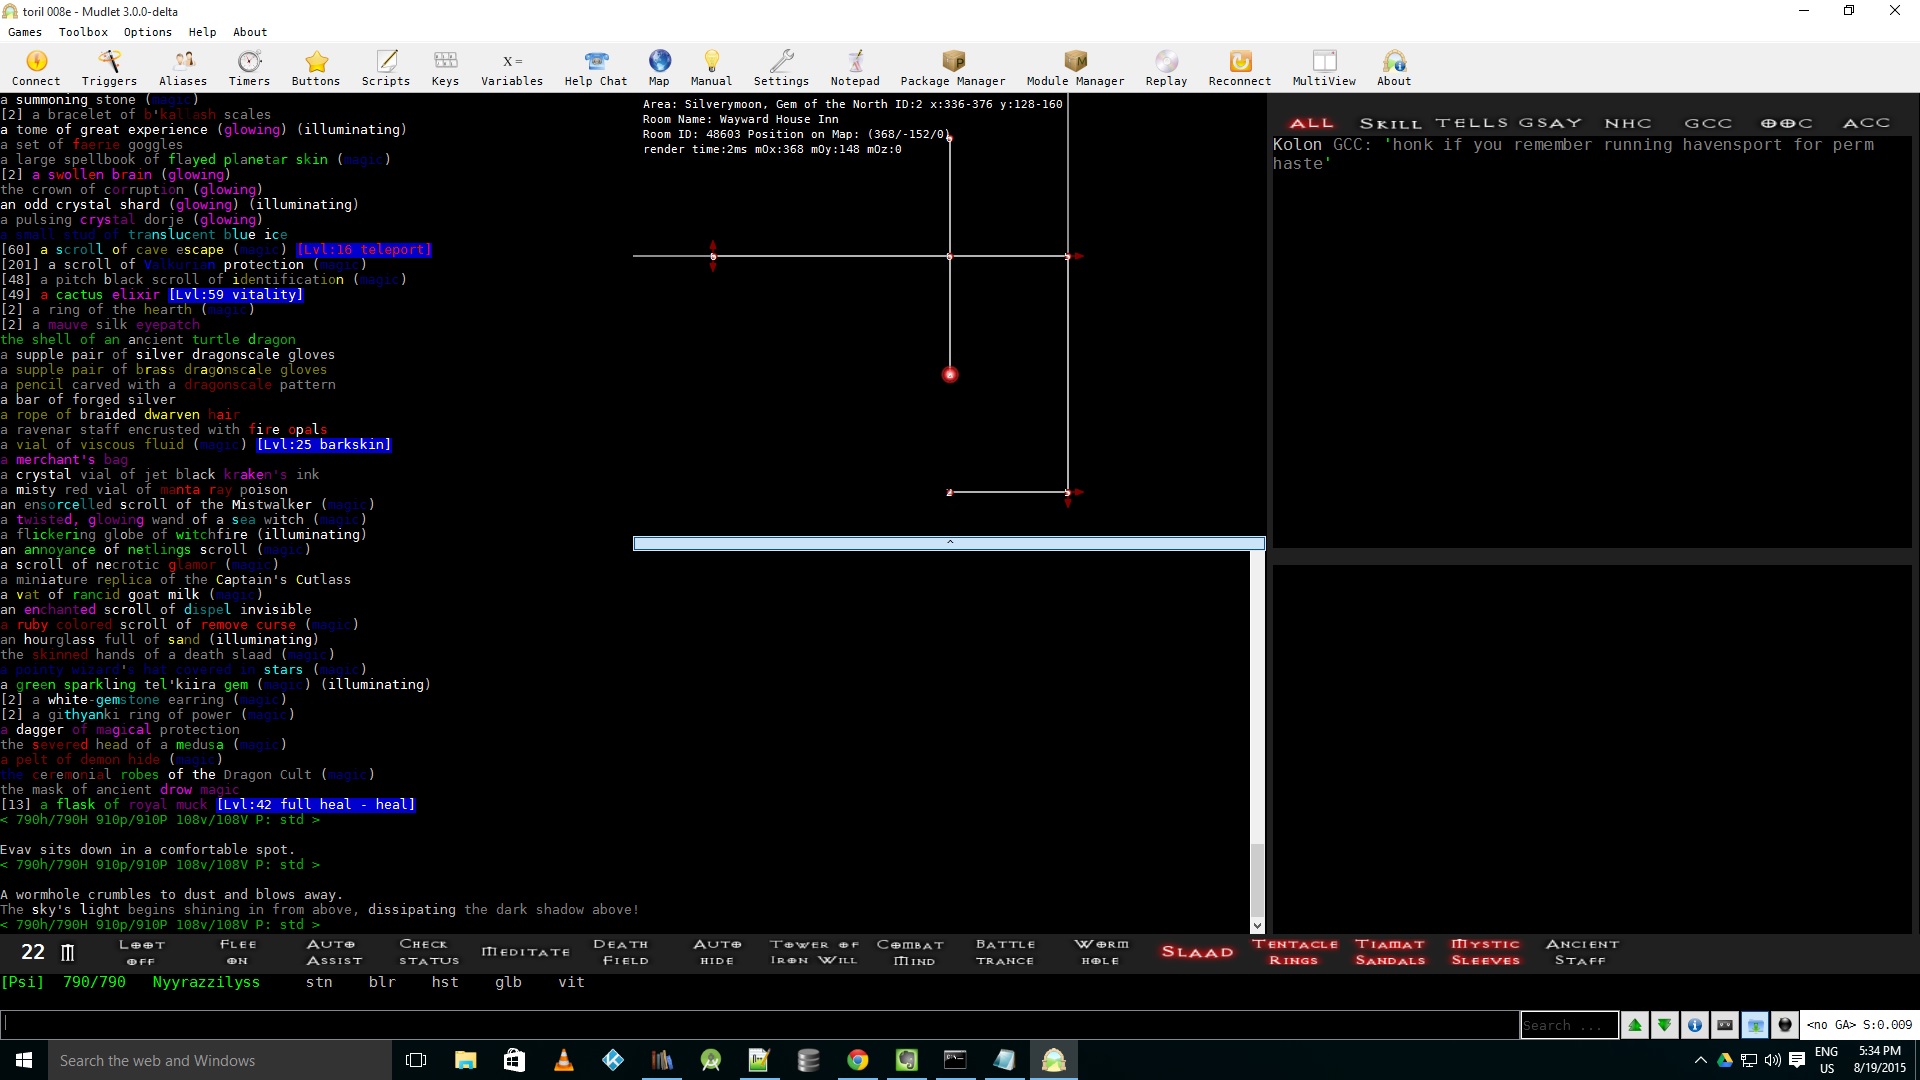 toril 008e - Mudlet 3.0.0-delta
Games Toolbox Options Help About
Connect Triggers Aliases Timers Buttons Scripts Keys Variables Help Chat Map Manual Settings Notepad Package Manager Module Manager Replay Reconnect MultiView About
a summoning stone (magic)
[2] a bracelet of b'kallash scales
a tome of great experience (glowing) (illuminating)
a set of faerie goggles
a large spellbook of flayed planetar skin (magic)
[2] a swollen brain (glowing)
the crown of corruption (glowing)
an odd crystal shard (glowing) (illuminating)
a pulsing crystal dorje (glowing)
a small stud of translucent blue ice
[60] a scroll of cave escape (magic) [Lvl:16 teleport]
[201] a scroll of Valkurian protection (magic)
[48] a pitch black scroll of identification (magic)
[49] a cactus elixir [Lvl:59 vitality]
[2] a ring of the hearth (magic)
[2] a mauve silk eyepatch
the shell of an ancient turtle dragon
a supple pair of silver dragonscale gloves
a supple pair of brass dragonscale gloves
a pencil carved with a dragonscale pattern
a bar of forged silver
a rope of braided dwarven hair
a ravenar staff encrusted with fire opals
a vial of viscous fluid (magic) [Lvl:25 barkskin]
a merchant's bag
a crystal vial of jet black kraken's ink
a misty red vial of manta ray poison
an ensorcelled scroll of the Mistwalker (magic)
a twisted, glowing wand of a sea witch (magic)
a flickering globe of witchfire (illuminating)
an annoyance of netlings scroll (magic)
a scroll of necrotic glamor (magic)
a miniature replica of the Captain's Cutlass
a vat of rancid goat milk (magic)
an enchanted scroll of dispel invisible
a ruby colored scroll of remove curse (magic)
an hourglass full of sand (illuminating)
the skinned hands of a death slaad (magic)
a pointy wizard's hat covered in stars (magic)
a green sparkling tel'kiira gem (magic) (illuminating)
[2] a white-gemstone earring (magic)
[2] a githyanki ring of power (magic)
a dagger of magical protection
the severed head of a medusa (magic)
a pelt of demon hide (magic)
the ceremonial robes of the Dragon Cult (magic)
the mask of ancient drow magic
[13] a flask of royal muck [Lvl:42 full heal - heal]
< 790h/790H 910p/910P 108v/108V P: std >
Evav sits down in a comfortable spot.
< 790h/790H 910p/910P 108v/108V P: std >
A wormhole crumbles to dust and blows away.
The sky's light begins shining in from above, dissipating the dark shadow above!
< 790h/790H 910p/910P 108v/108V P: std >
Area: Silverymoon, Gem of the North ID:2 x:336-376 y:128-160
Room Name: Wayward House Inn
Room ID: 48603 Position on Map: (368/-152/0)
render time:2ms mOx:368 mOy:148 mOz:0
^
ALL SKILL TELLS GSAY NHC GCC OOC ACC
Kolon GCC: 'honk if you remember running havensport for perm
haste'
22 LOOT OFF FLEE ON AUTO ASSIST CHECK STATUS MEDITATE DEATH FIELD AUTO HIDE TOWER OF IRON WILL COMBAT MIND BATTLE TRANCE WORM HOLE SLAAD TENTACLE RINGS TIAMAT SANDALS MYSTIC SLEEVES ANCIENT STAFF
[Psi] 790/790 Nyyrazzilyss stn blr hst glb vit
Search ... <no GA> S:0.009
Search the web and Windows
ENG
US
5:34 PM
8/19/2015